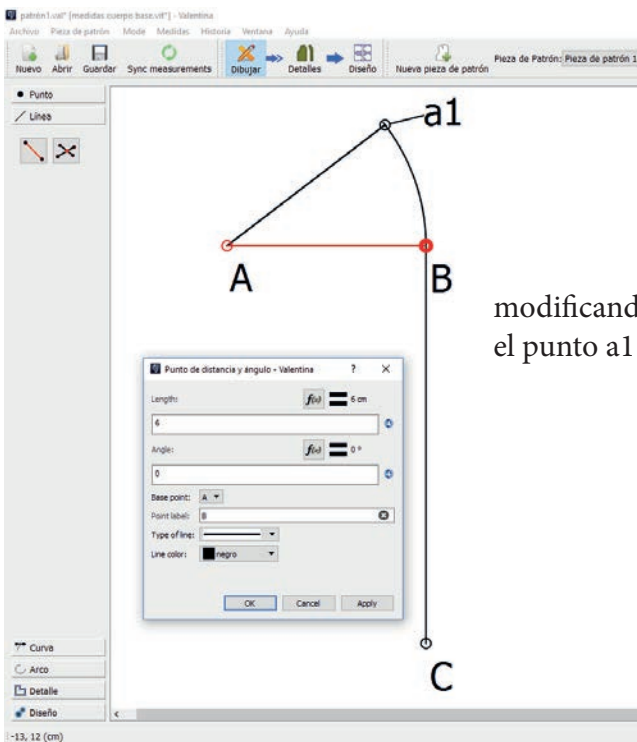 patrón1.val* [medidas cuerpo base.vit*] - Valentina
Archivo Pieza de patrón Mode Medidas Historia Ventana Ayuda
Nuevo Abrir Guardar Sync measurements Dibujar Detalles Diseño Nueva pieza de patrón Pieza de Patrón: Pieza de patrón 1
Punto
Línea
a1
A
B
modificand
el punto a1
Punto de distancia y ángulo - Valentina ? X
Length: f(x) 6 cm
6
Angle: f(x) 0 °
0
Base point: A
Point label: B
Type of line:
Line color: negro
OK Cancel Apply
C
Curva
Arco
Detalle
Diseño
-13, 12 (cm)